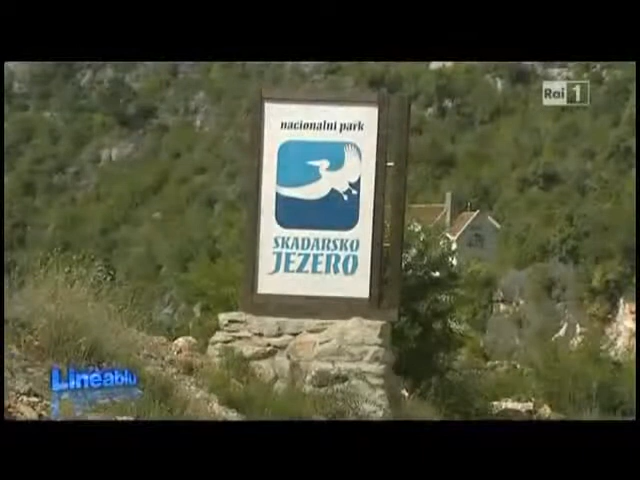 Rai 1
nacionalni park
SKADARSKO
JEZERO
Lineablu